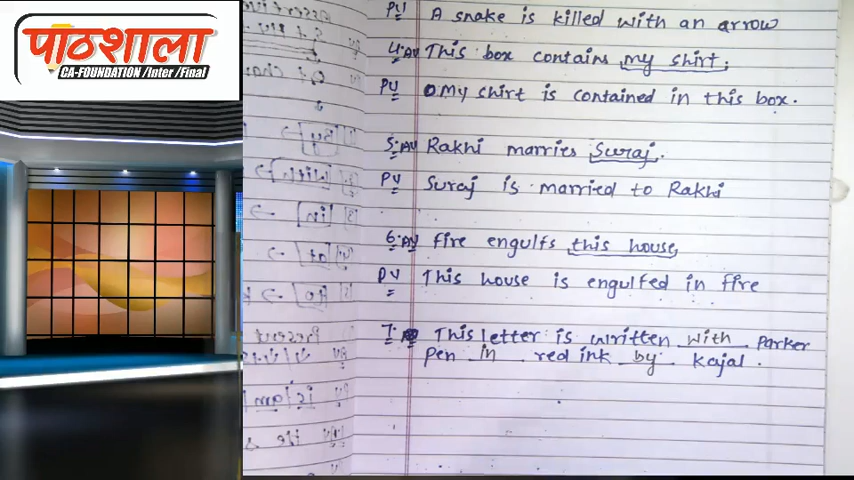 पाठशाला
CA-FOUNDATION /Inter /Final
PV A snake is killed with an arrow
4. AV This box contains my shirt.
PV My shirt is contained in this box.
5. AV Rakhi marries Suraj.
PV Suraj is married to Rakhi
6. AV fire engulfs this house
PV This house is engulfed in fire
7. This letter is written with parker
pen in red ink by Kajal.